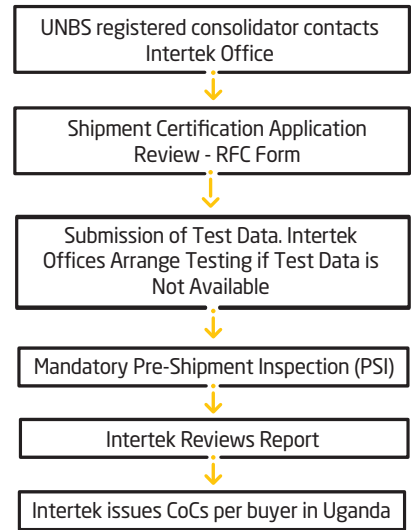 UNBS registered consolidator contacts
Intertek Office
Shipment Certification Application
Review - RFC Form
Submission of Test Data. Intertek
Offices Arrange Testing if Test Data is
Not Available
Mandatory Pre-Shipment Inspection (PSI)
Intertek Reviews Report
Intertek issues CoCs per buyer in Uganda